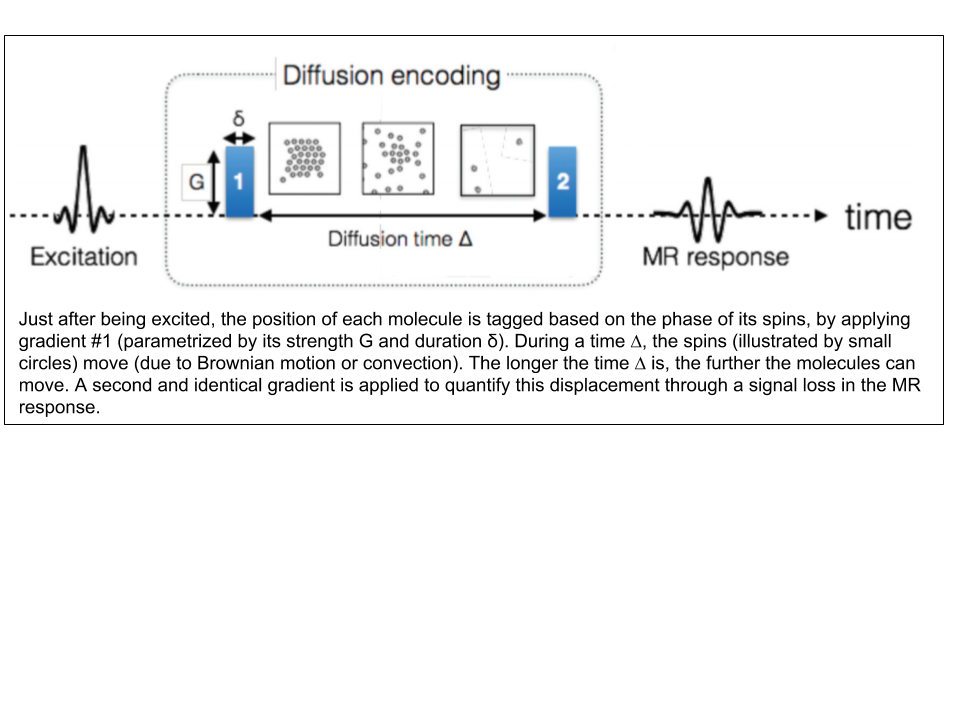 Diffusion encoding
δ
G
1
2
Diffusion time Δ
Excitation
MR response
time
Just after being excited, the position of each molecule is tagged based on the phase of its spins, by applying
gradient #1 (parametrized by its strength G and duration δ). During a time Δ, the spins (illustrated by small
circles) move (due to Brownian motion or convection). The longer the time Δ is, the further the molecules can
move. A second and identical gradient is applied to quantify this displacement through a signal loss in the MR
response.